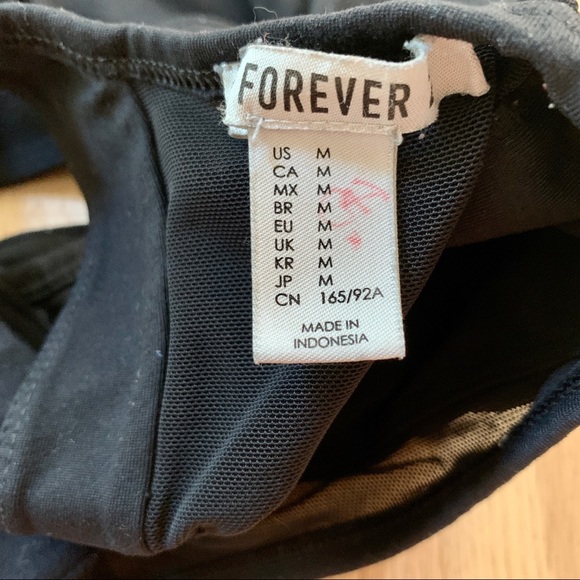 FOREVER
US M
CA M
MX M
BR M
EU M
UK M
KR M
JP M
CN 165/92A
MADE IN
INDONESIA